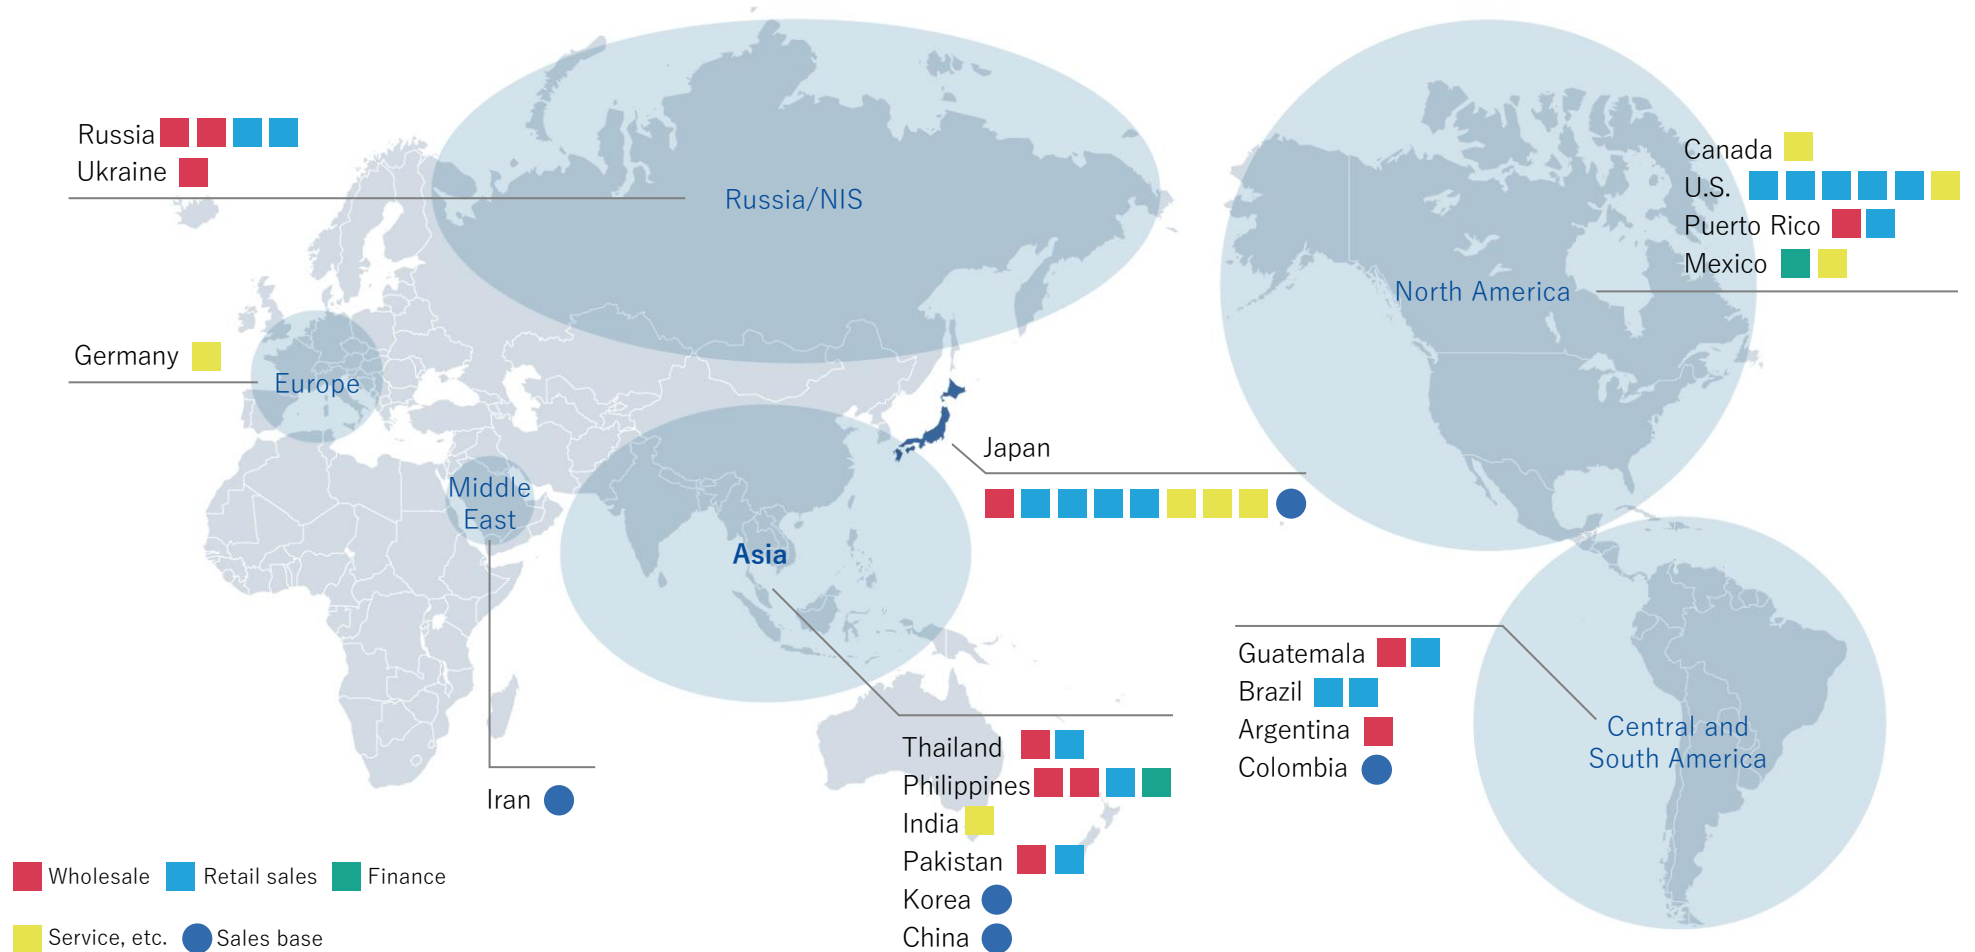 Russia
Ukraine
Russia/NIS
Canada
U.S.
Puerto Rico
Mexico
North America
Germany
Europe
Japan
Middle
East
Asia
Iran
Thailand
Philippines
India
Pakistan
Korea
China
Guatemala
Brazil
Argentina
Colombia
Central and
South America
Wholesale Retail sales Finance
Service, etc. Sales base